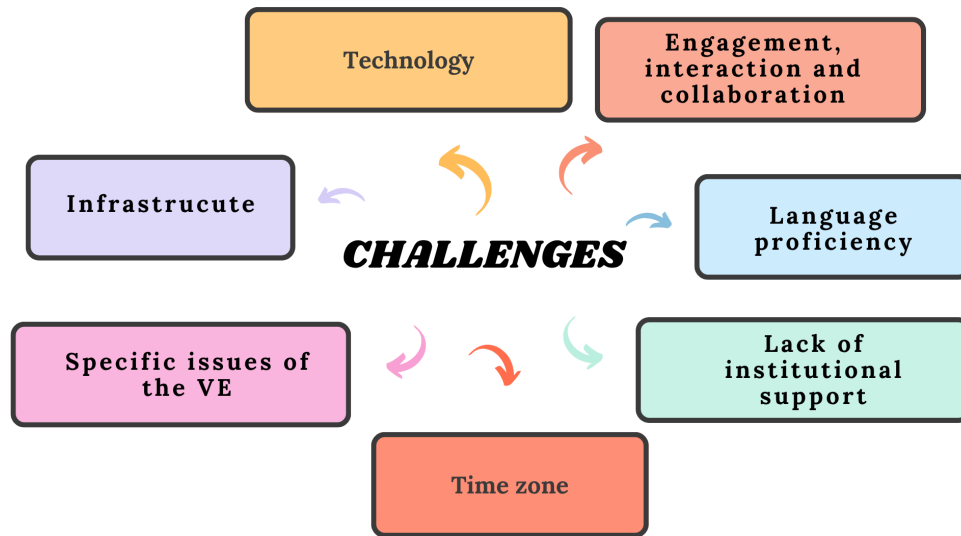 Technology
Engagement,
interaction and
collaboration
Infrastrucute
Language
proficiency
CHALLENGES
Specific issues of
the VE
Lack of
institutional
support
Time zone